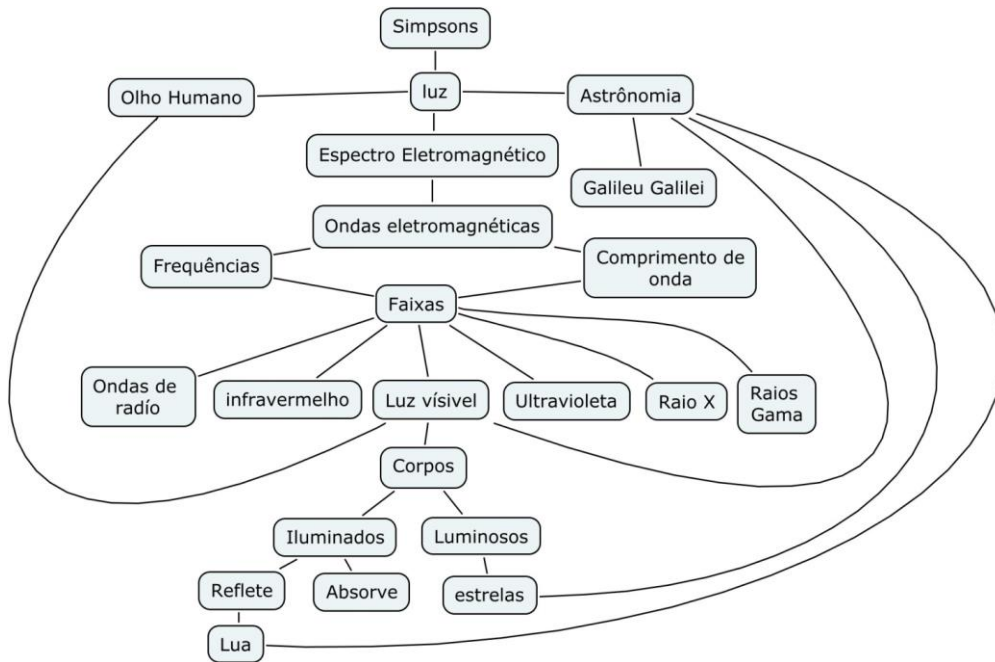 Simpsons
Olho Humano
luz
Astrônomia
Espectro Eletromagnético
Galileu Galilei
Ondas eletromagnéticas
Frequências
Comprimento de
onda
Faixas
Ondas de
radío
infravermelho
Luz vísivel
Ultravioleta
Raio X
Raios
Gama
Corpos
Iluminados
Luminosos
Reflete
Absorve
estrelas
Lua